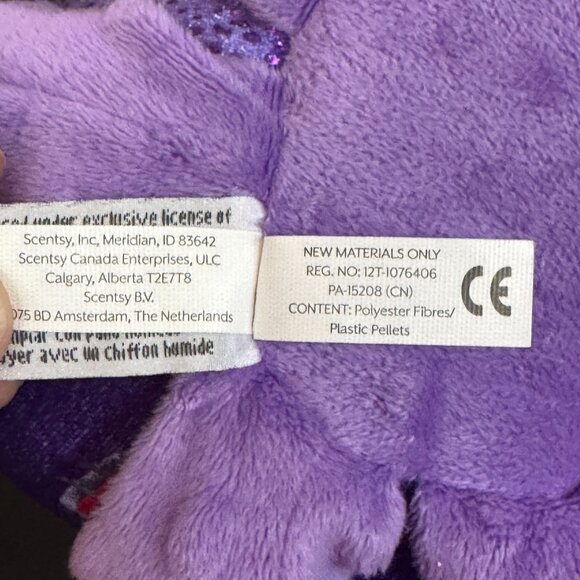 under exclusive license of
Scentsy, Inc, Meridian, ID 83642
Scentsy Canada Enterprises, ULC
Calgary, Alberta T2E7T8
Scentsy B.V.
075 BD Amsterdam, The Netherlands
avec un chiffon humide
NEW MATERIALS ONLY
REG. NO: 12T-1076406
PA-15208 (CN)
CONTENT: Polyester Fibres/
Plastic Pellets
CE